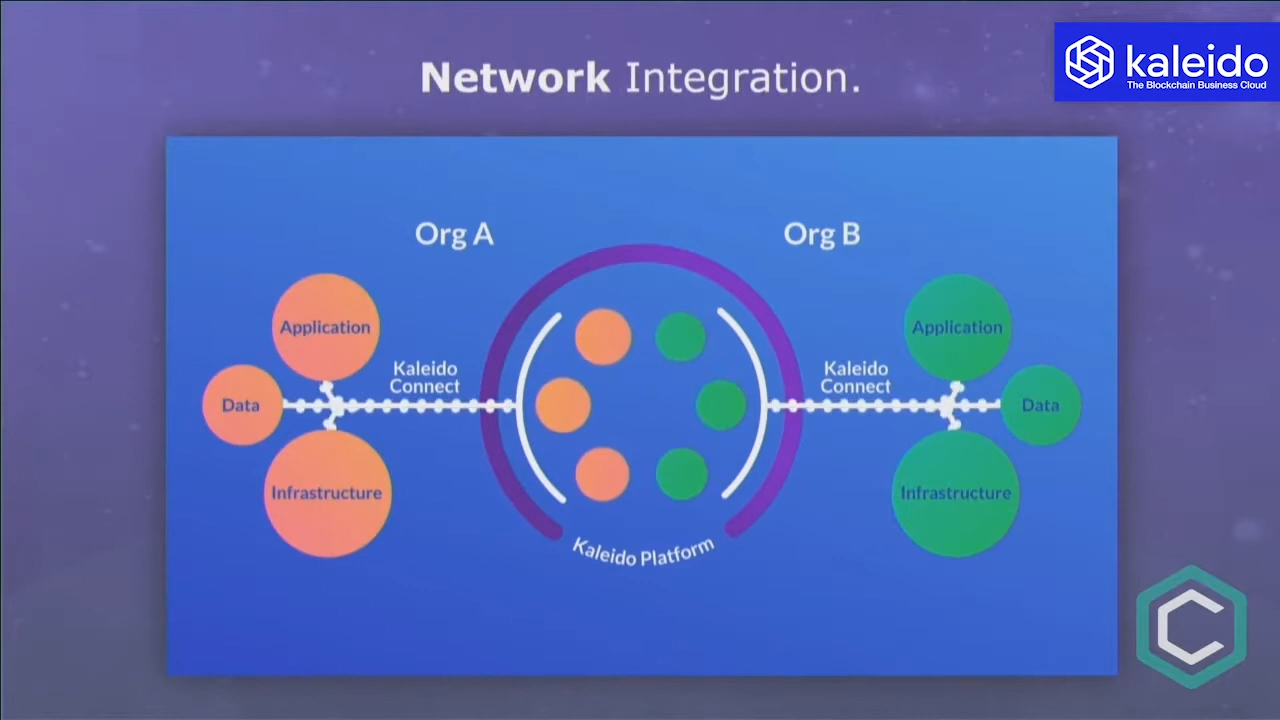 Network Integration.
kaleido
The Blockchain Business Cloud
Org A
Org B
Application
Data
Infrastructure
Kaleido
Connect
Kaleido Platform
Kaleido
Connect
Application
Data
Infrastructure